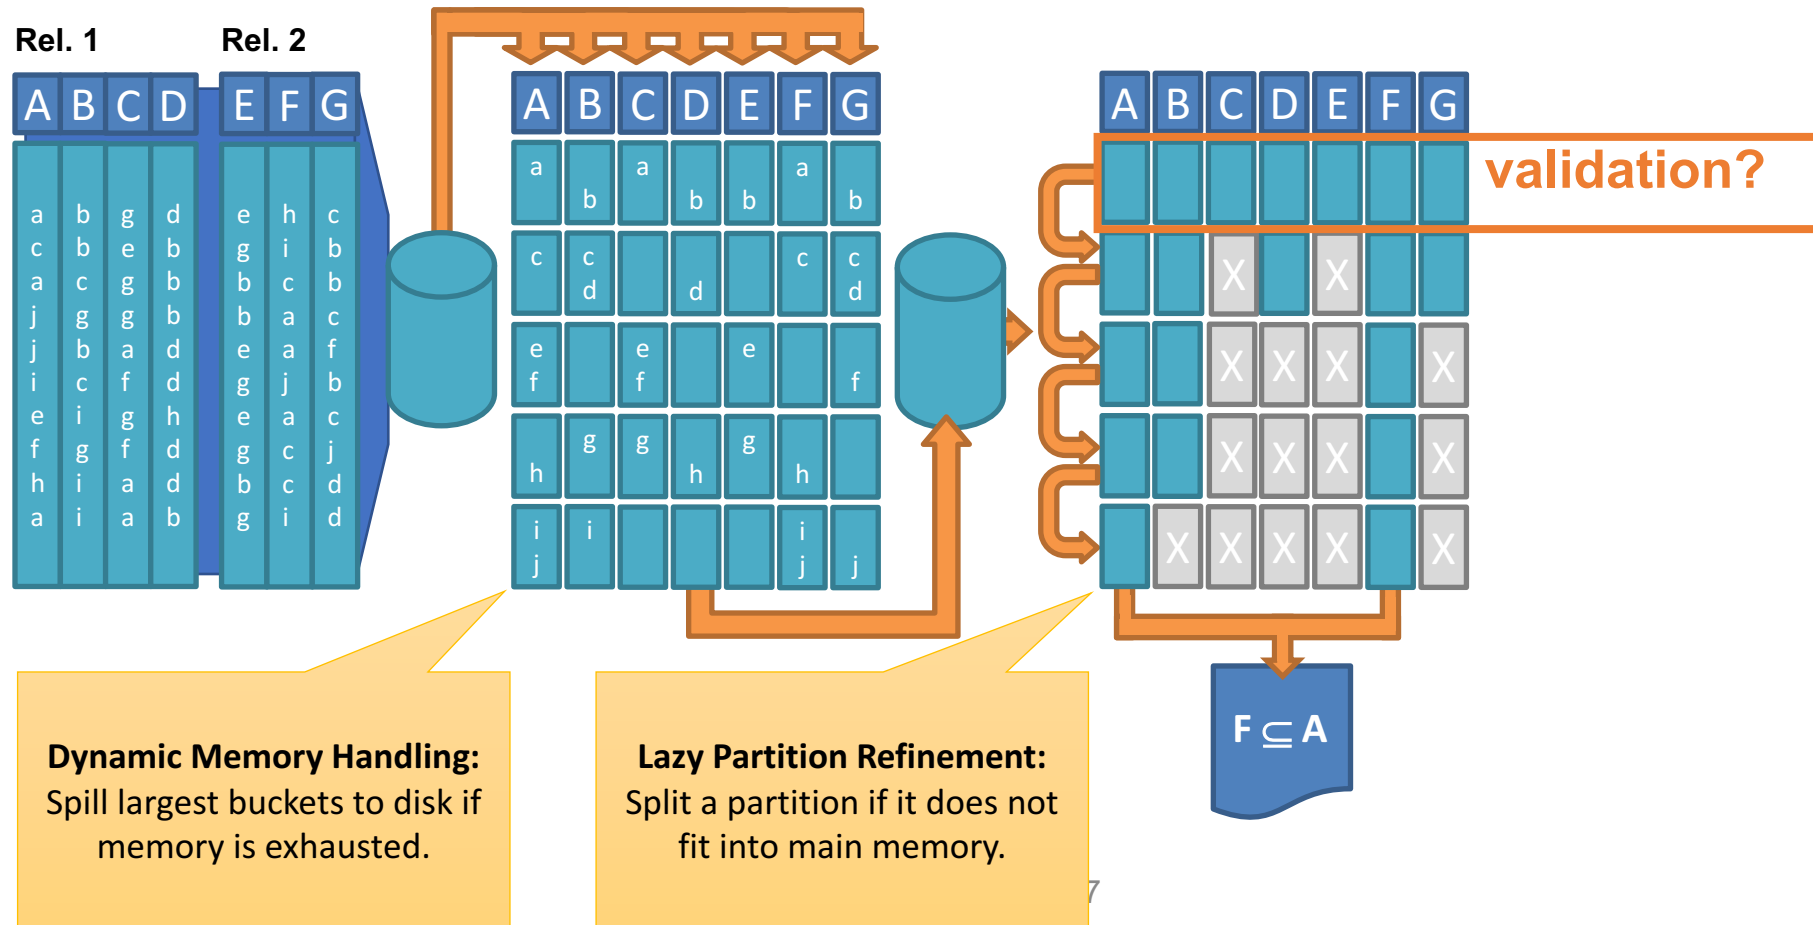 Rel. 1 Rel. 2
A B C D E F G
a b g d e h c
c b e b g i b
a c g b b c b
j g g b b a c
j b a d e a f
i c f d g j b
e i g h e a c
f g f d g c j
h i a d b c d
a i a b g i d
A B C D E F G
a a a
b b b b
c c c c
d d d
e e e
f f f
g g g
h h h
i i i
j j j
A B C D E F G
validation?
X X
X X X X
X X X X
X X X X X
F ⊆ A
Dynamic Memory Handling:
Spill largest buckets to disk if
memory is exhausted.
Lazy Partition Refinement:
Split a partition if it does not
fit into main memory.
7